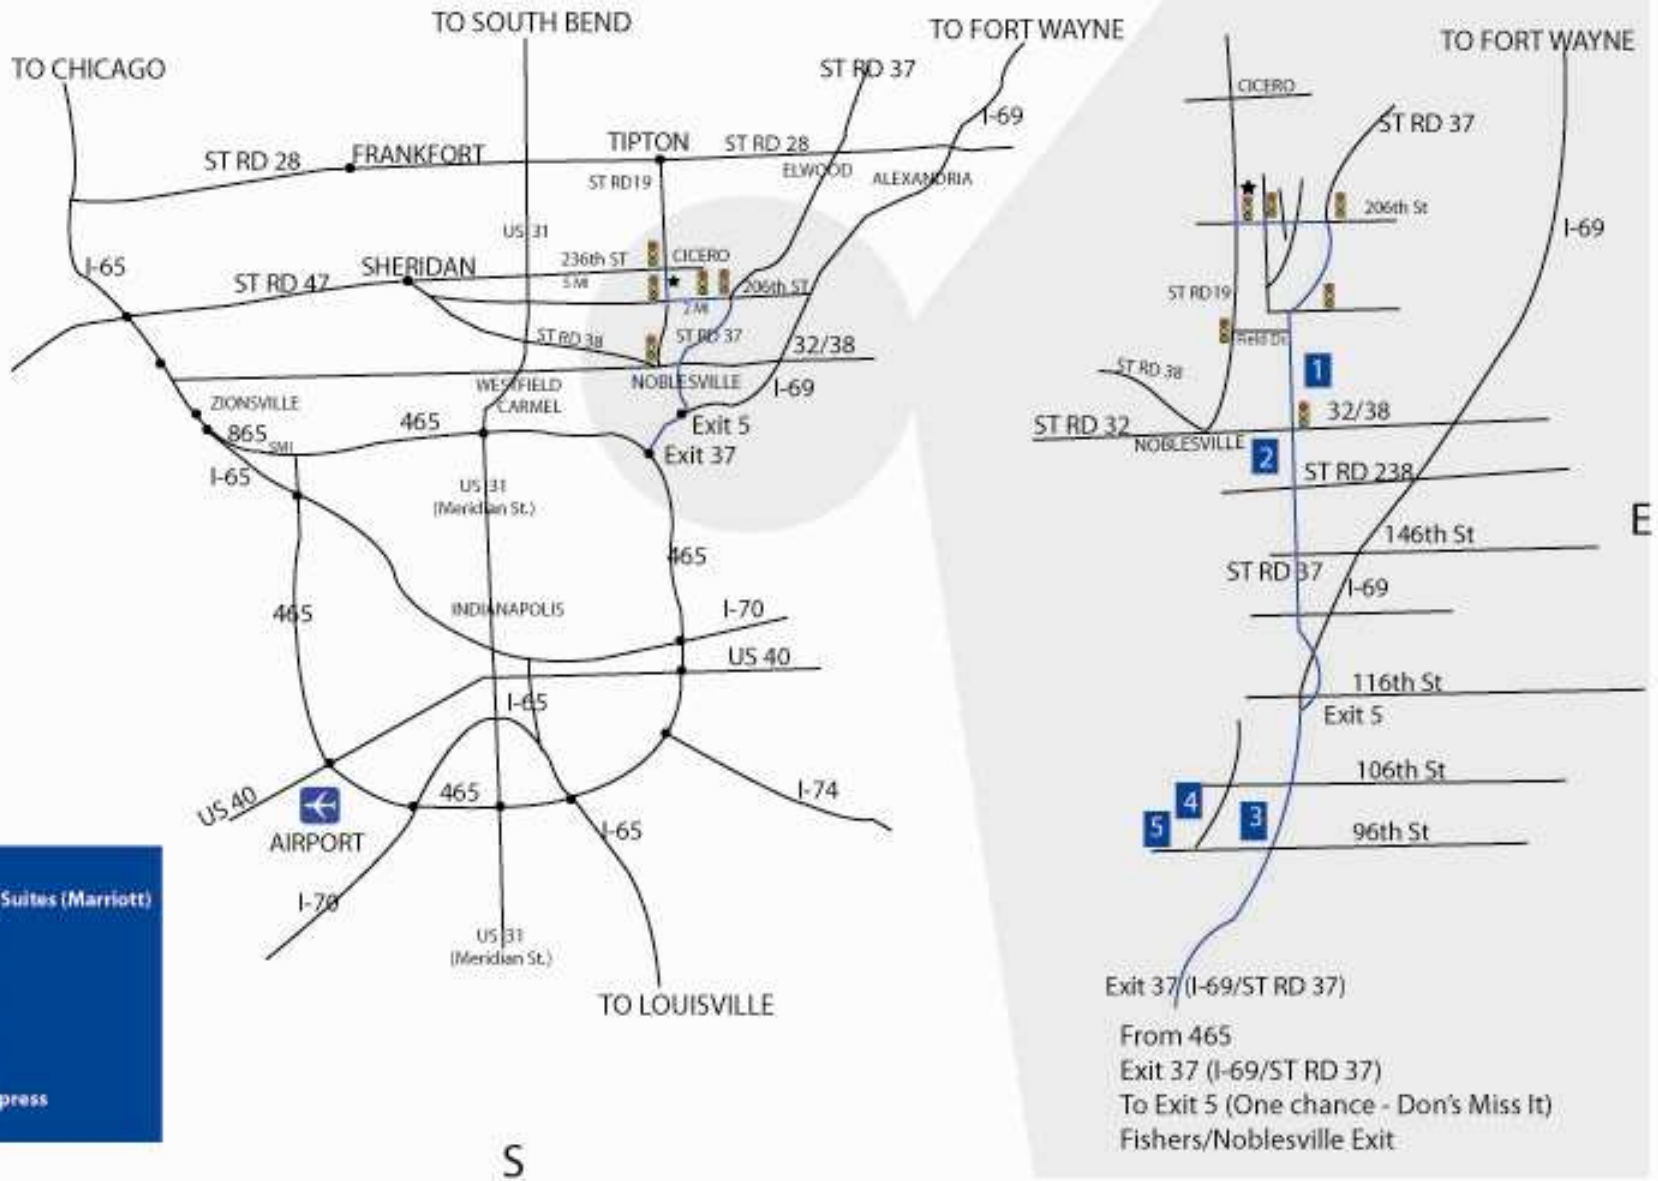 TO SOUTH BEND
TO FORT WAYNE
TO CHICAGO
ST RD 37
I-69
ST RD 28
FRANKFORT
TIPTON
ST RD 28
ST RD19
ELWOOD
ALEXANDRIA
US 31
236th ST
CICERO
I-65
ST RD 47
SHERIDAN
5 MI
206th ST
2 MI
ST RD 38
ST RD 37
32/38
WESTFIELD
NOBLESVILLE
I-69
ZIONSVILLE
CARMEL
865
465
Exit 5
5MI
Exit 37
I-65
US 31
(Meridian St.)
465
465
INDIANAPOLIS
I-70
US 40
I-65
US 40
465
I-74
AIRPORT
I-65
I-70
US 31
(Meridian St.)
TO LOUISVILLE
Suites (Marriott)
press
S
TO FORT WAYNE
CICERO
ST RD 37
206th St
I-69
ST RD19
Field Dr.
1
ST RD 38
32/38
ST RD 32
NOBLESVILLE
2
ST RD 238
E
146th St
ST RD 37
I-69
116th St
Exit 5
106th St
4
3
5
96th St
Exit 37 (I-69/ST RD 37)
From 465
Exit 37 (I-69/ST RD 37)
To Exit 5 (One chance - Don's Miss It)
Fishers/Noblesville Exit